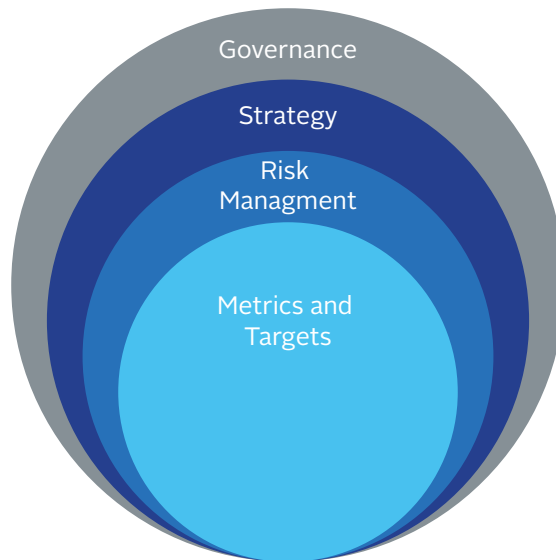 Governance
Strategy
Risk
Managment
Metrics and
Targets